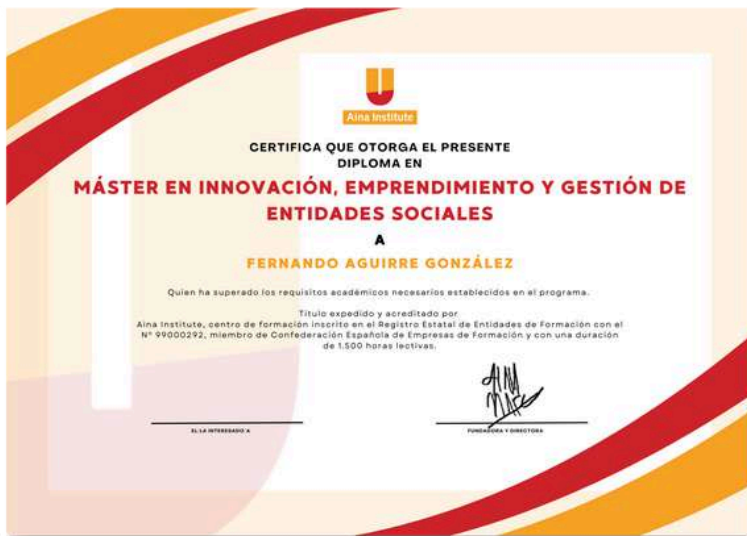 Aina Institute
CERTIFICA QUE OTORGA EL PRESENTE
DIPLOMA EN
MÁSTER EN INNOVACIÓN, EMPRENDIMIENTO Y GESTIÓN DE
ENTIDADES SOCIALES
A
FERNANDO AGUIRRE GONZÁLEZ
Quien ha superado los requisitos académicos necesarios establecidos en el programa.
Título expedido y acreditado por
Aina Institute, centro de formación inscrito en el Registro Estatal de Entidades de Formación con el
Nº 99000292, miembro de Confederación Española de Empresas de Formación y con una duración
de 1.500 horas lectivas.
EL LA INTERESADO A
FUNDADORA Y DIRECTORA